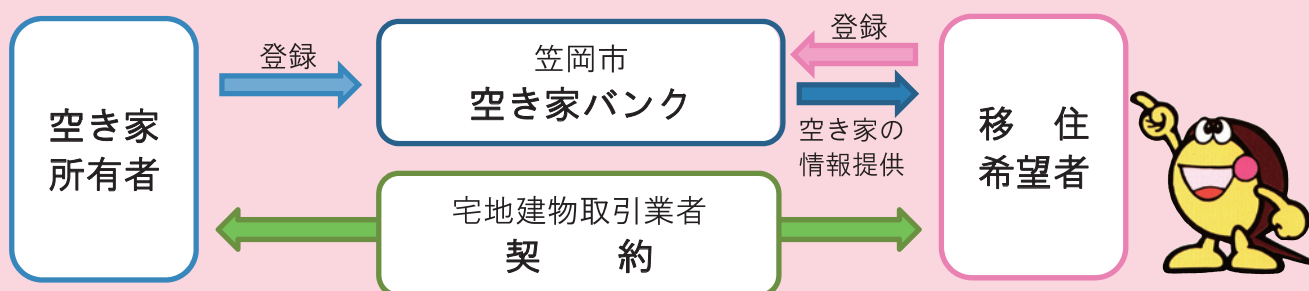 空き家
所有者
登録
笠岡市
空き家バンク
登録
空き家の
情報提供
移　住
希望者
宅地建物取引業者
契　　約